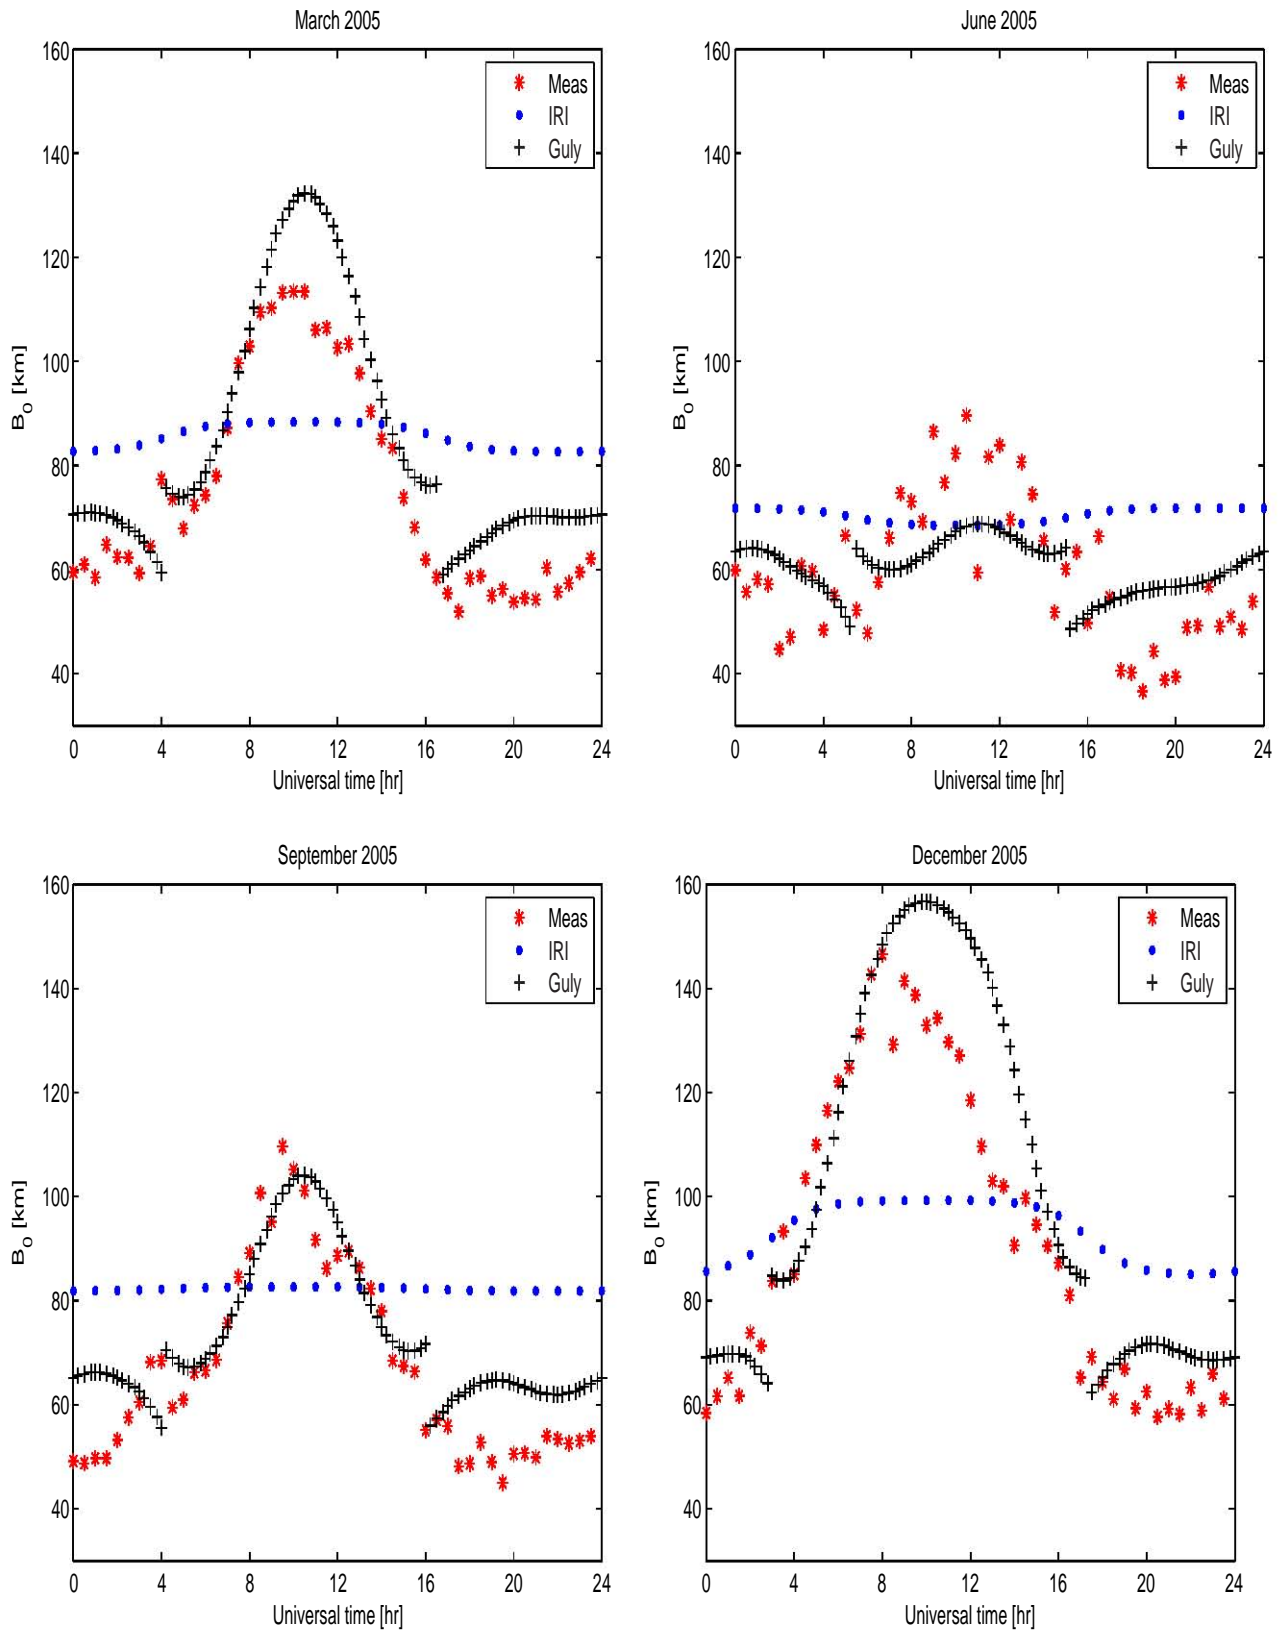 March 2005
160
140
120
100
80
60
40
0 4 8 12 16 20 24
Universal time [hr]
B0 [km]
Meas
IRI
Guly
June 2005
160
140
120
100
80
60
40
0 4 8 12 16 20 24
Universal time [hr]
B0 [km]
Meas
IRI
Guly
September 2005
160
140
120
100
80
60
40
0 4 8 12 16 20 24
Universal time [hr]
B0 [km]
Meas
IRI
Guly
December 2005
160
140
120
100
80
60
40
0 4 8 12 16 20 24
Universal time [hr]
B0 [km]
Meas
IRI
Guly